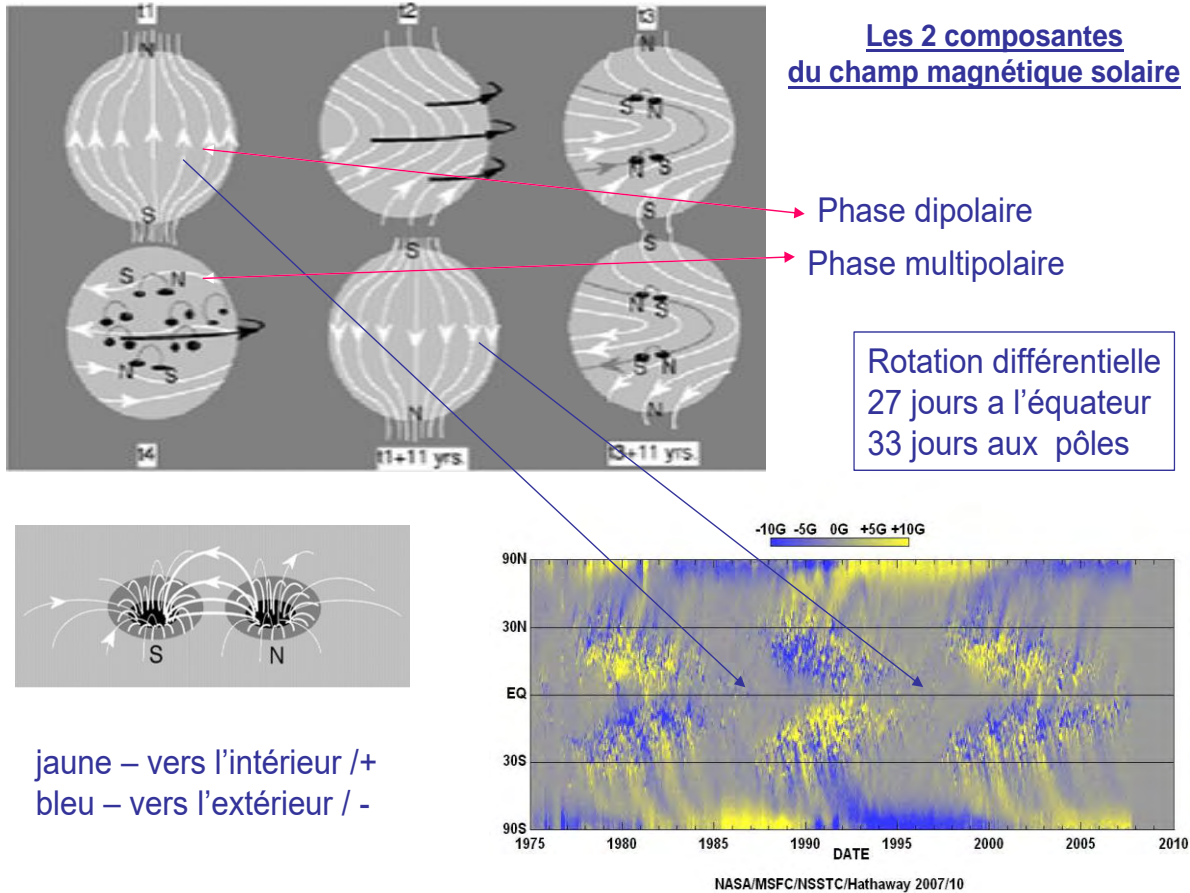 t1
t2
t3
Les 2 composantes
du champ magnétique solaire
N
N
S N
N S
S
S
Phase dipolaire
Phase multipolaire
S N
N S
S
N
S
N S
S N
N
t4
t1+11 yrs.
t3+11 yrs.
Rotation différentielle
27 jours a l’équateur
33 jours aux pôles
S N
jaune – vers l’intérieur /+
bleu – vers l’extérieur / -
-10G -5G 0G +5G +10G
90N
30N
EQ
30S
90S
1975 1980 1985 1990 1995 2000 2005 2010
DATE
NASA/MSFC/NSSTC/Hathaway 2007/10